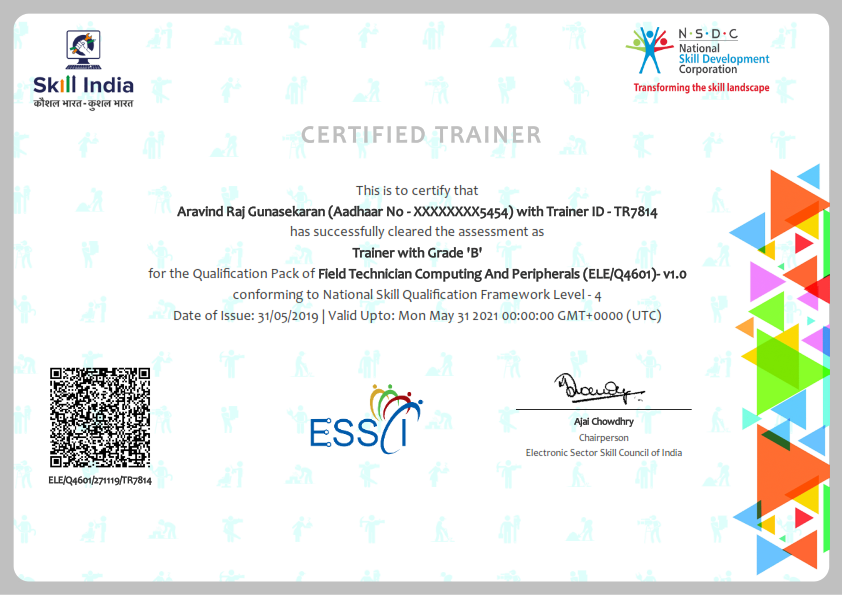 Skill India
कौशल भारत - कुशल भारत
N·S·D·C
National
Skill Development
Corporation
Transforming the skill landscape
CERTIFIED TRAINER
This is to certify that
Aravind Raj Gunasekaran (Aadhaar No - XXXXXXXX5454) with Trainer ID - TR7814
has successfully cleared the assessment as
Trainer with Grade 'B'
for the Qualification Pack of Field Technician Computing And Peripherals (ELE/Q4601)- v1.0
conforming to National Skill Qualification Framework Level - 4
Date of Issue: 31/05/2019 | Valid Upto: Mon May 31 2021 00:00:00 GMT+0000 (UTC)
ESSCI
Ajai Chowdhry
Chairperson
Electronic Sector Skill Council of India
ELE/Q4601/271119/TR7814